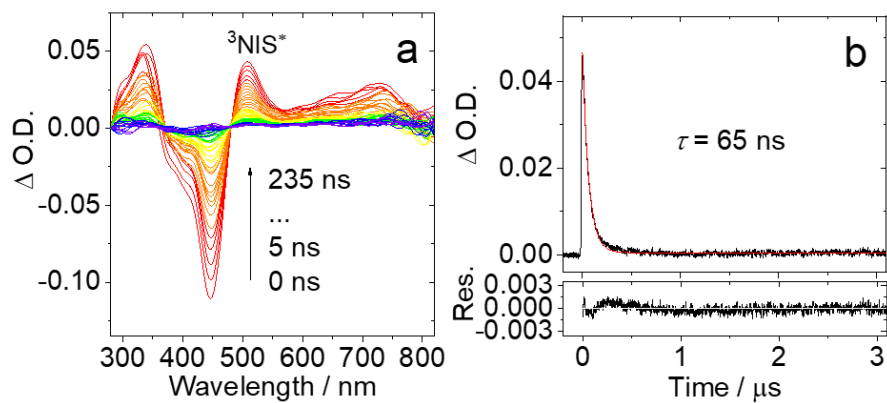 a
³NIS*
Δ O.D.
0.05
0.00
-0.05
-0.10
235 ns
...
5 ns
0 ns
300 400 500 600 700 800
Wavelength / nm
b
Δ O.D.
0.04
0.02
0.00
τ = 65 ns
Res.
0.003
0.000
-0.003
0 1 2 3
Time / μs